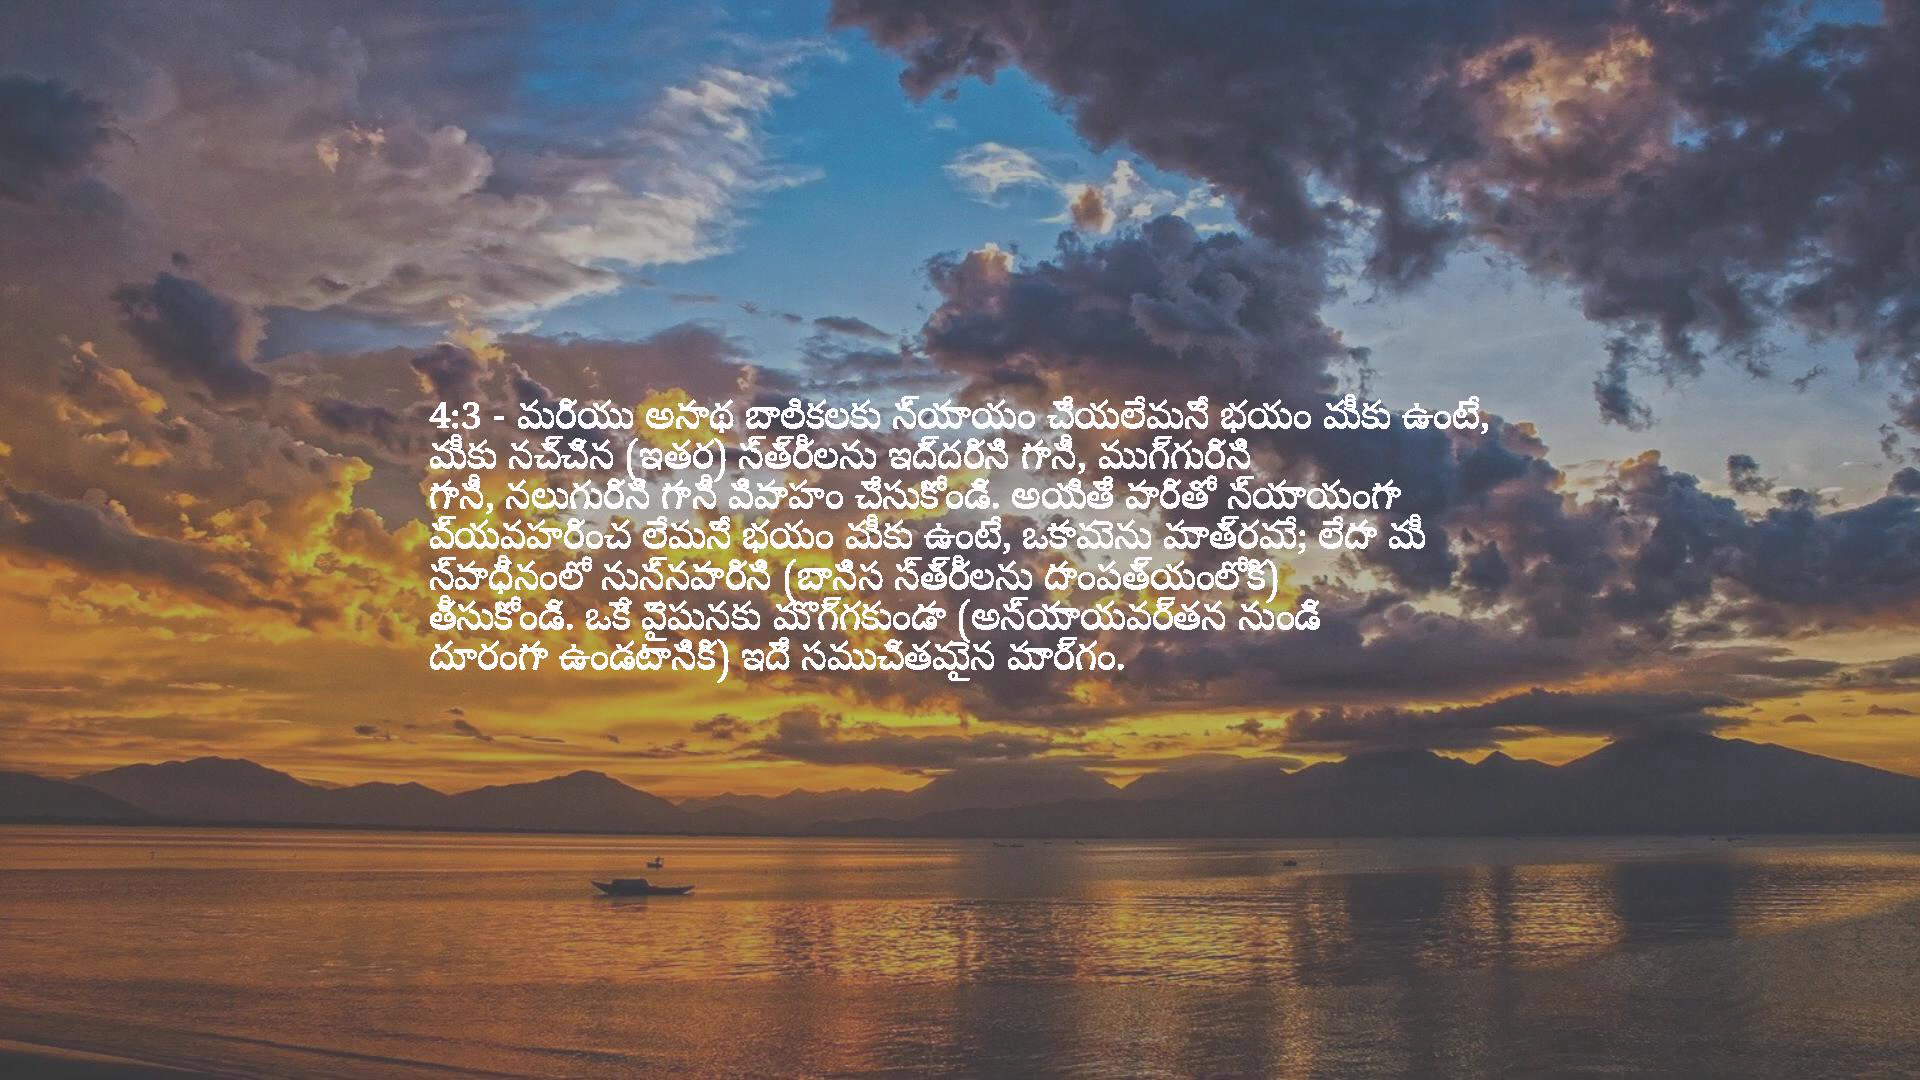 4:3 - మరియు అనాథ బాలికలకు న్యాయం చేయలేమనే భయం మీకు ఉంటే,
మీకు నచ్చిన (ఇతర) స్త్రీలను ఇద్దరిని గానీ, ముగ్గురిని
గానీ, నలుగురిని గానీ వివాహం చేసుకోండి. అయితే వారితో న్యాయంగా
వ్యవహరించ లేమనే భయం మీకు ఉంటే, ఒకామెను మాత్రమే; లేదా మీ
స్వాధీనంలో నున్నవారిని (బానిస స్త్రీలను దాంపత్యంలోకి)
తీసుకోండి. ఒకే వైపునకు మొగ్గకుండా (అన్యాయవర్తన నుండి
దూరంగా ఉండటానికి) ఇదే సముచితమైన మార్గం.